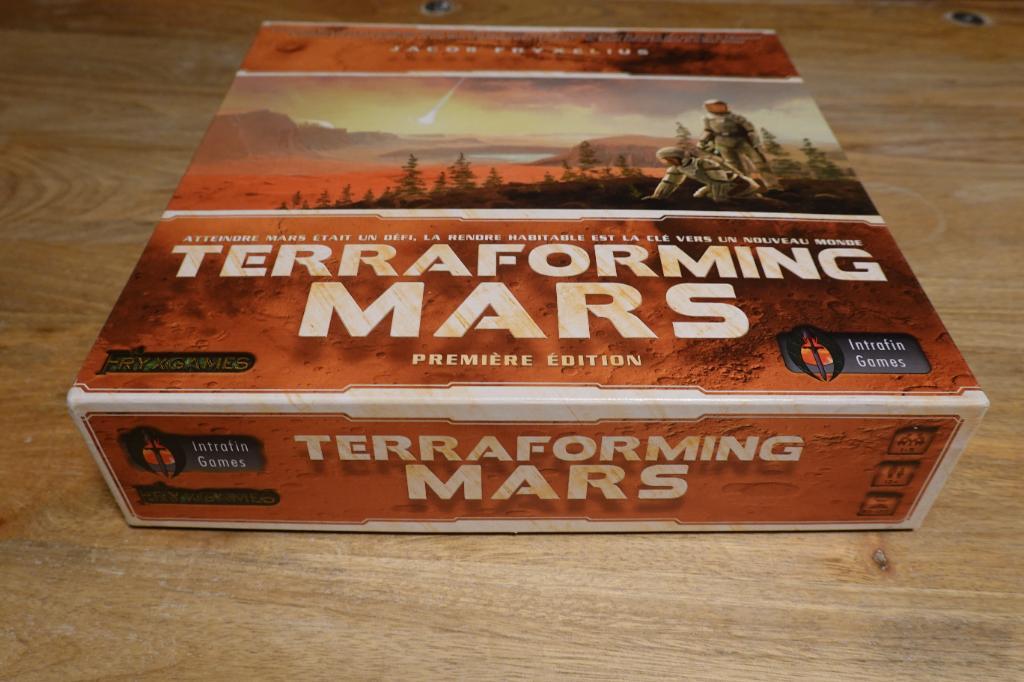 JACOB FRYXELIUS
ATTEINDRE MARS ÉTAIT UN DÉFI, LA RENDRE HABITABLE EST LA CLÉ VERS UN NOUVEAU MONDE
TERRAFORMING
MARS
PREMIÈRE ÉDITION
FRYXGAMES
Intrafin
Games
Intrafin
Games
FRYXGAMES
TERRAFORMING
MARS